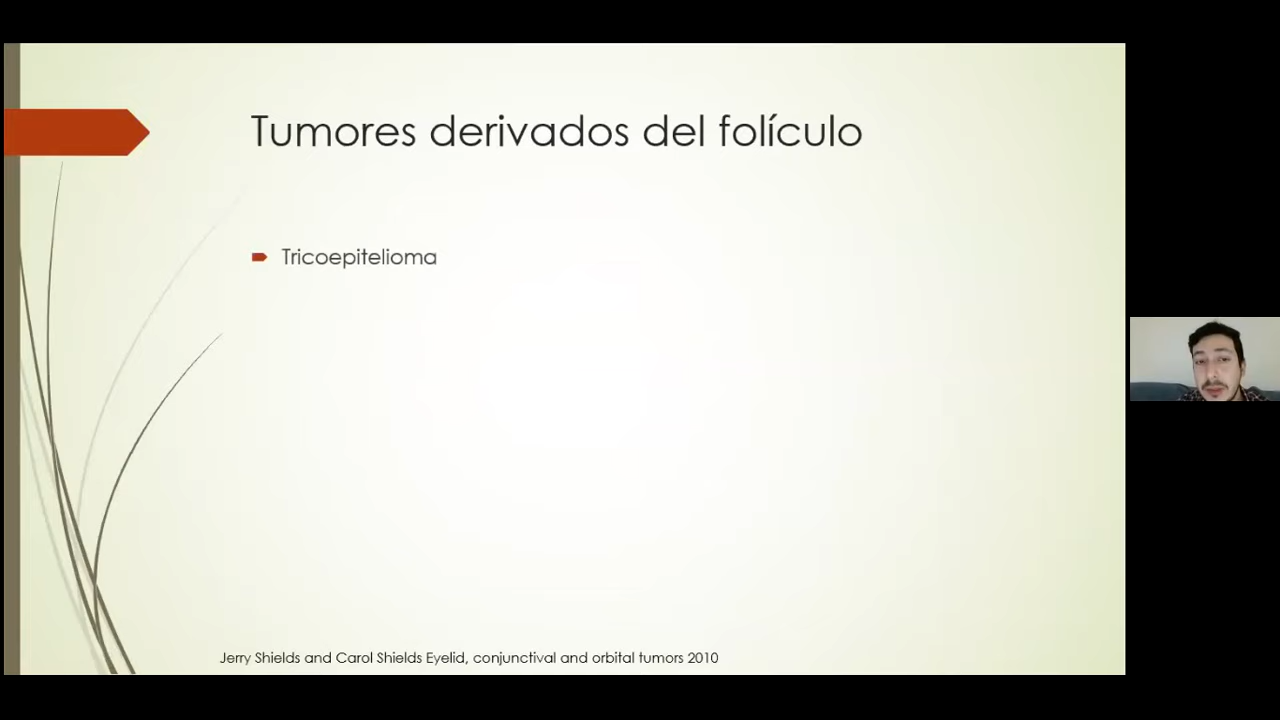 Tumores derivados del folículo
Tricoepitelioma
Jerry Shields and Carol Shields Eyelid, conjunctival and orbital tumors 2010